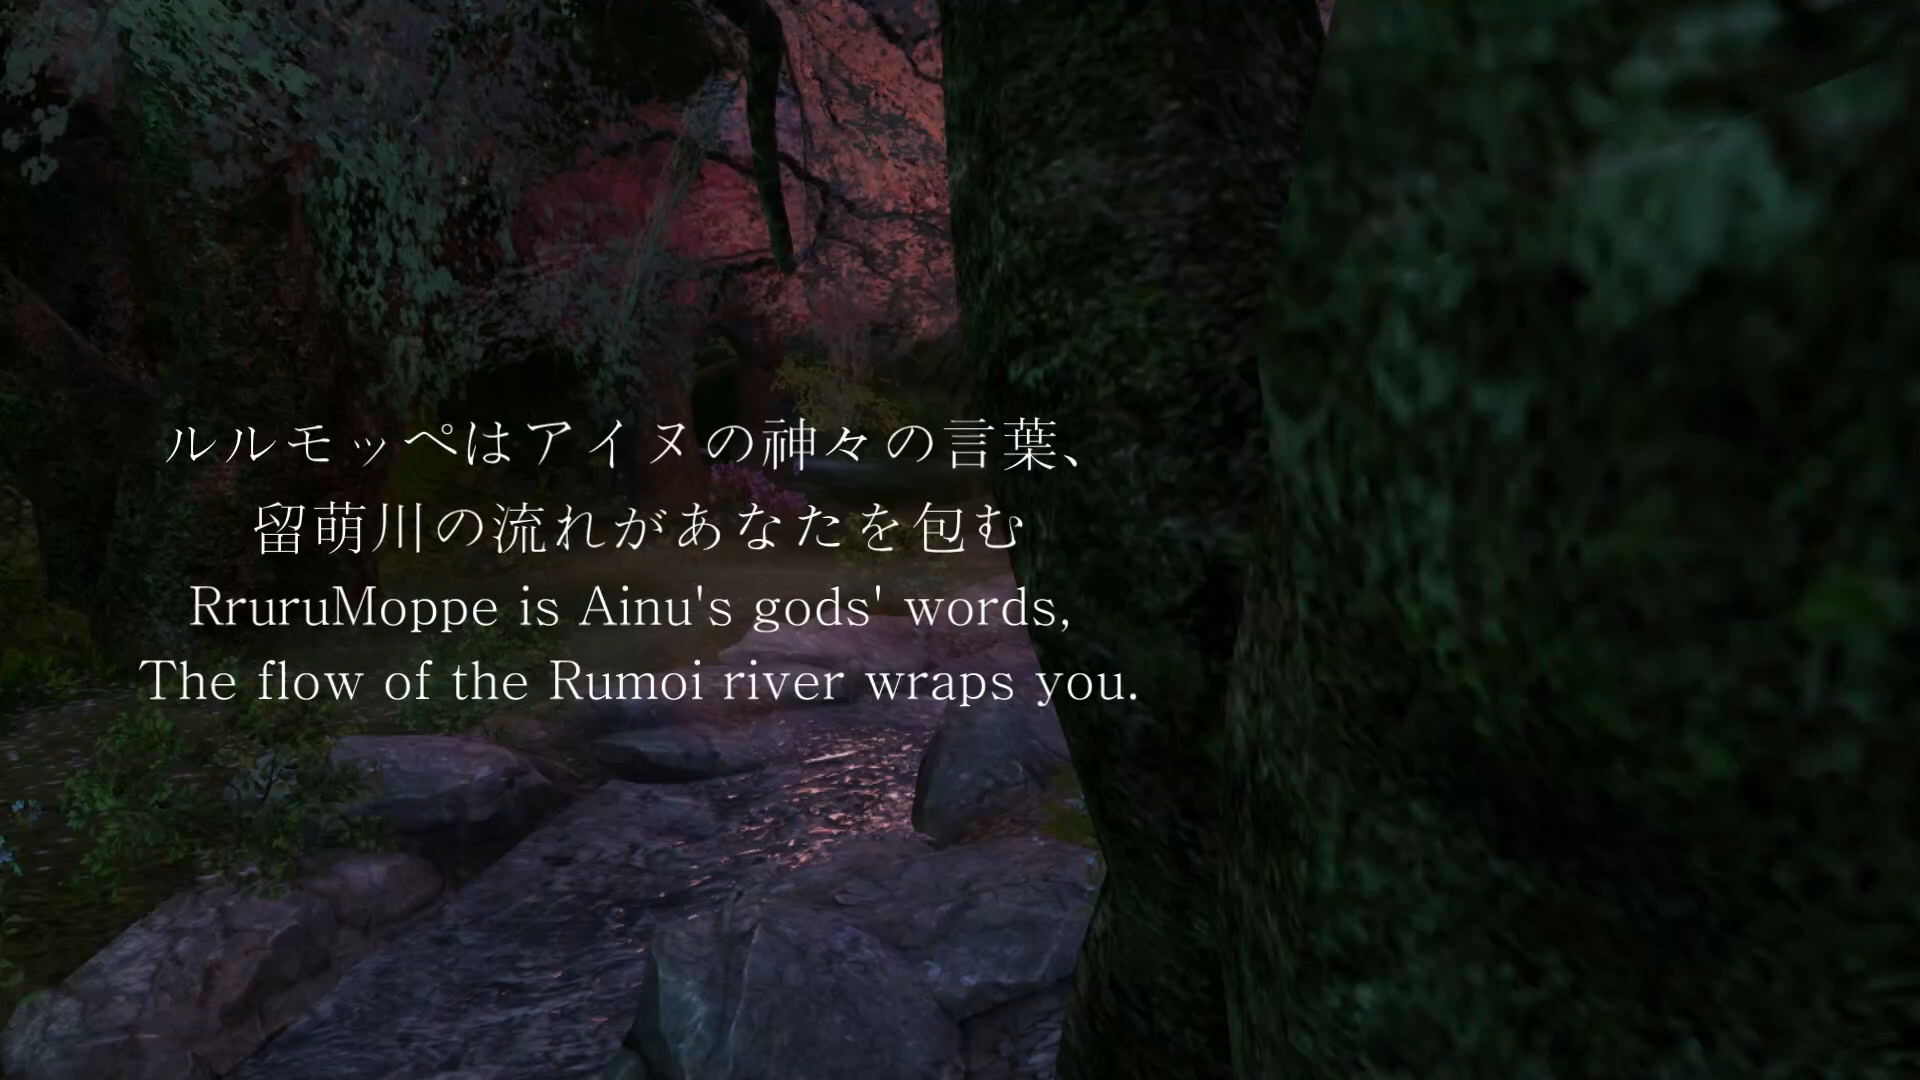 ルルモッペはアイヌの神々の言葉、
留萌川の流れがあなたを包む
RruruMoppe is Ainu's gods' words,
The flow of the Rumoi river wraps you.